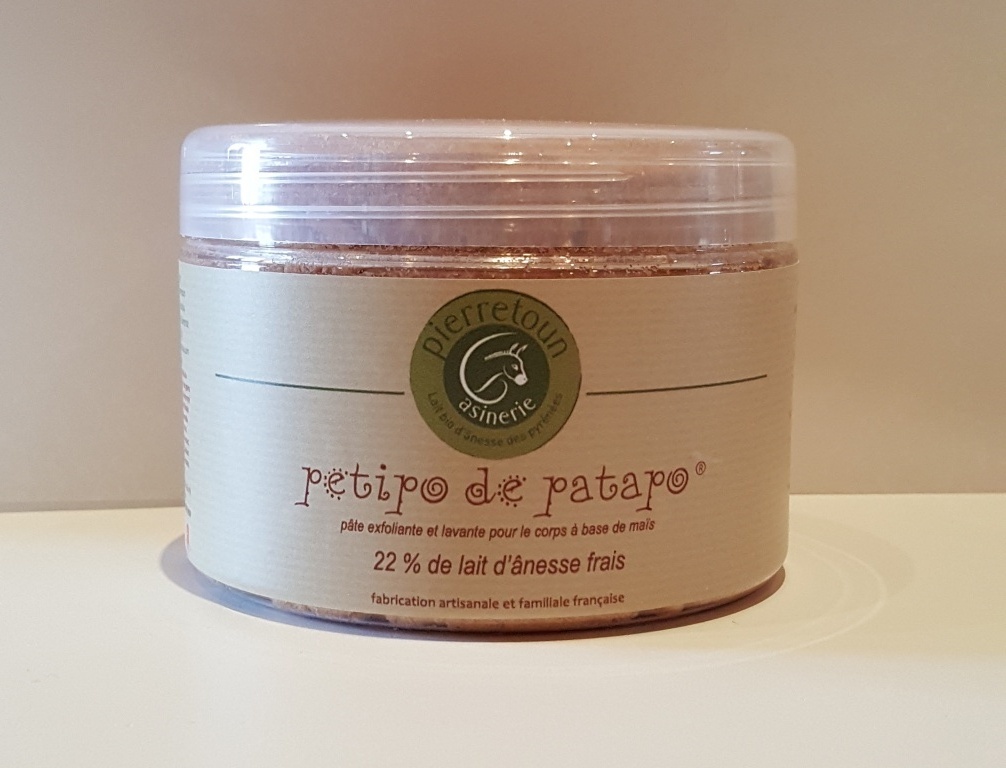 pierretoun
asinerie
Lait bio d'ânesse des pyrénées
petipo de patapo®
pâte exfoliante et lavante pour le corps à base de maïs
22 % de lait d'ânesse frais
fabrication artisanale et familiale française